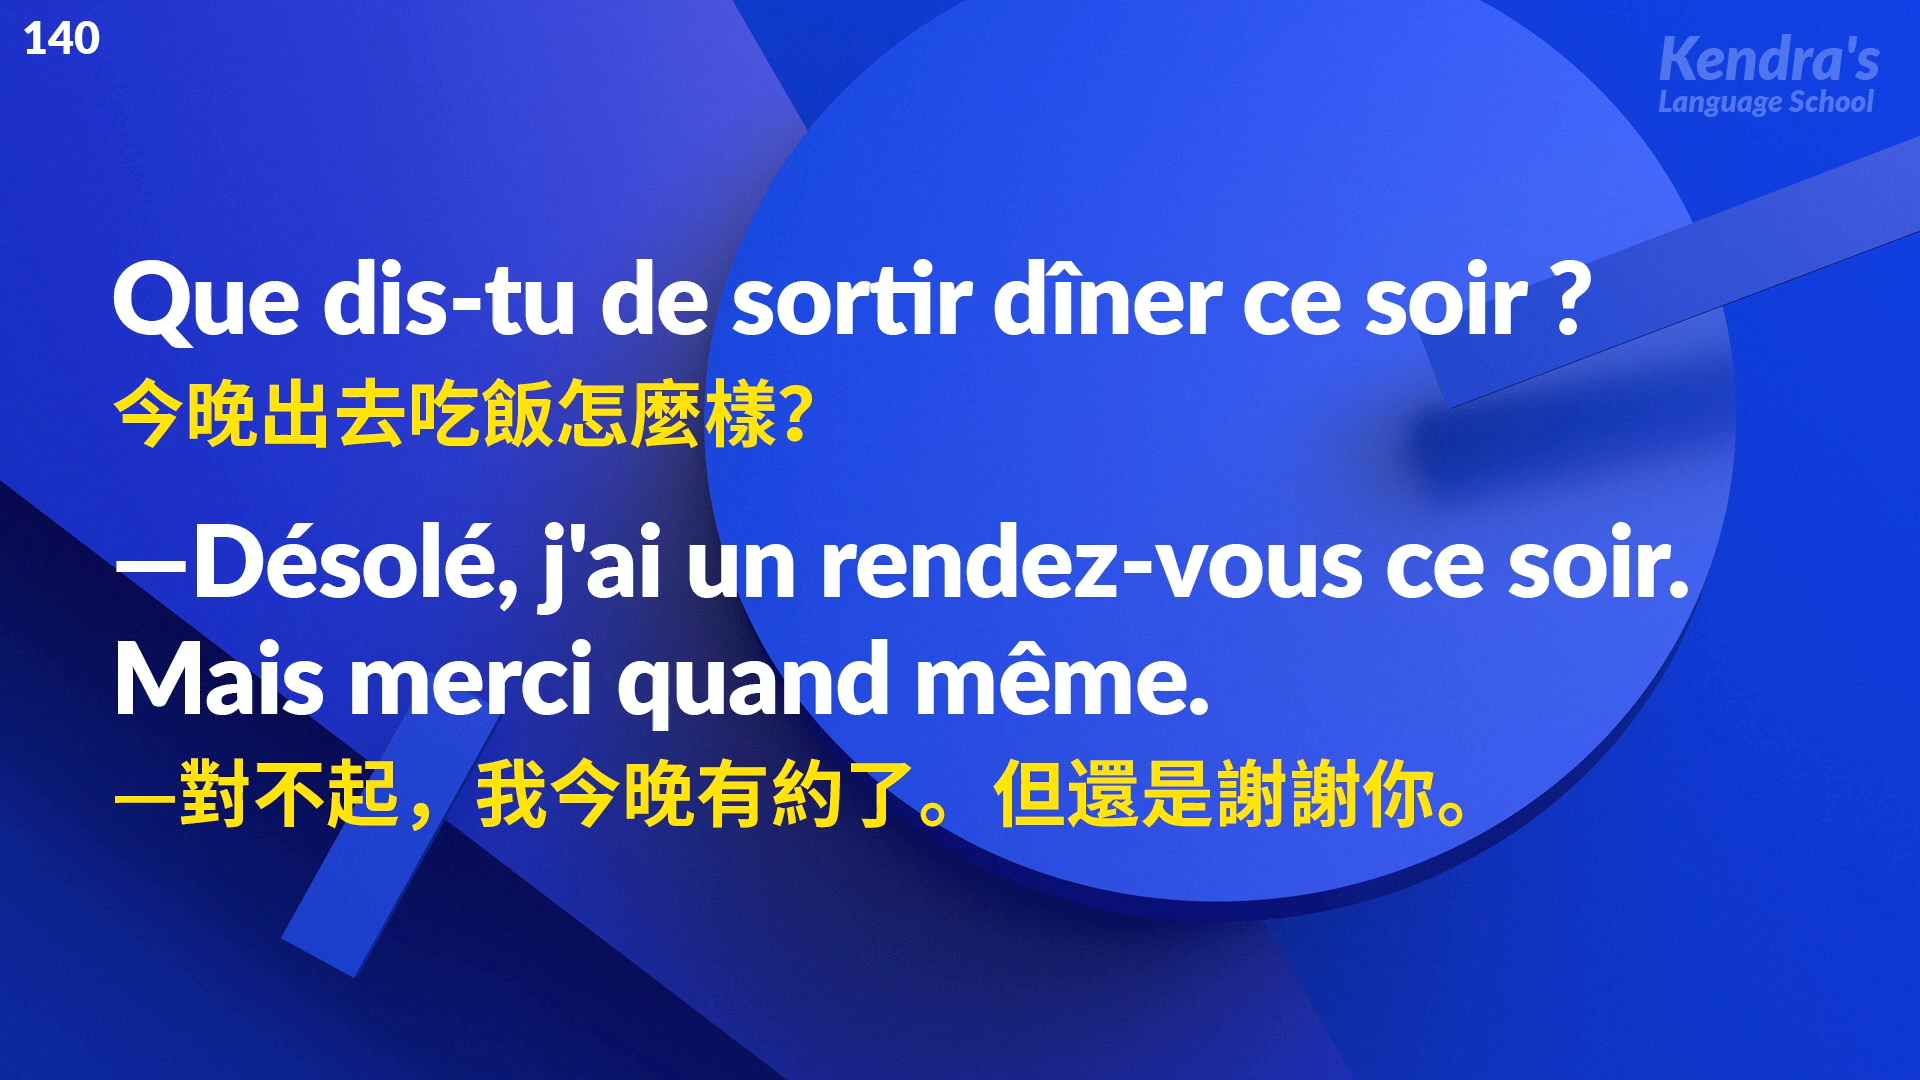 140
Kendra's
Language School
Que dis-tu de sortir dîner ce soir ?
今晚出去吃飯怎麼樣？
—Désolé, j'ai un rendez-vous ce soir.
Mais merci quand même.
—對不起，我今晚有約了。但還是謝謝你。